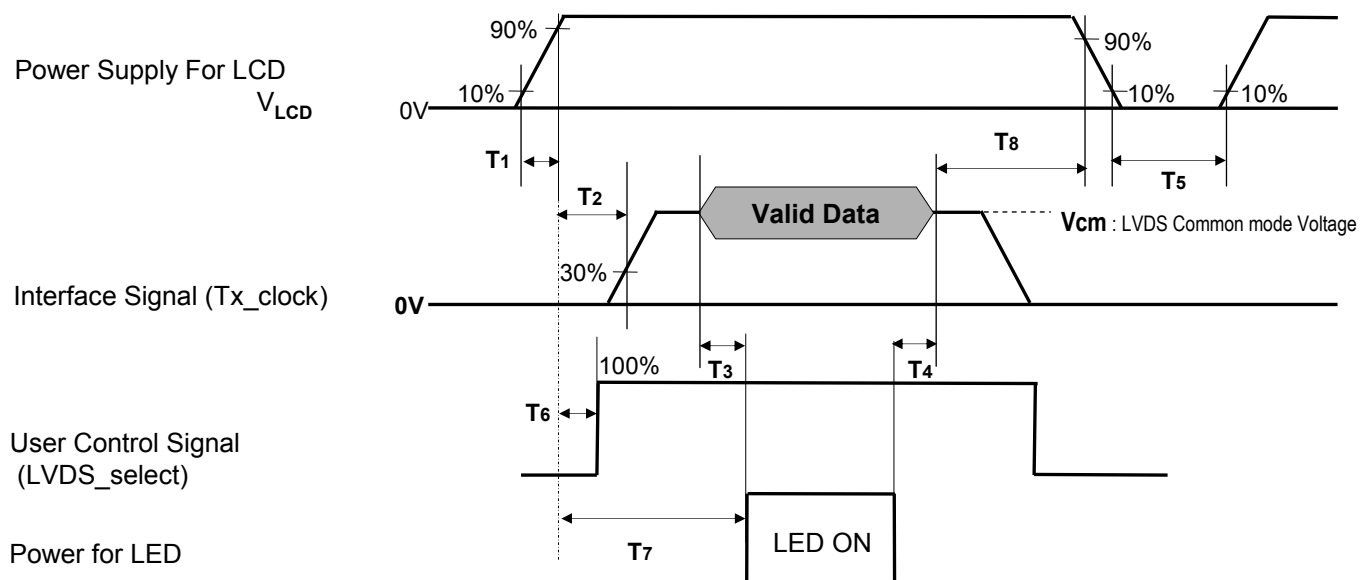 90%
90%
Power Supply For LCD
VLCD
10%
10%
10%
0V
T1
T8
T5
T2
Valid Data
Vcm : LVDS Common mode Voltage
30%
Interface Signal (Tx_clock)
0V
100%
T3
T4
T6
User Control Signal
(LVDS_select)
T7
LED ON
Power for LED